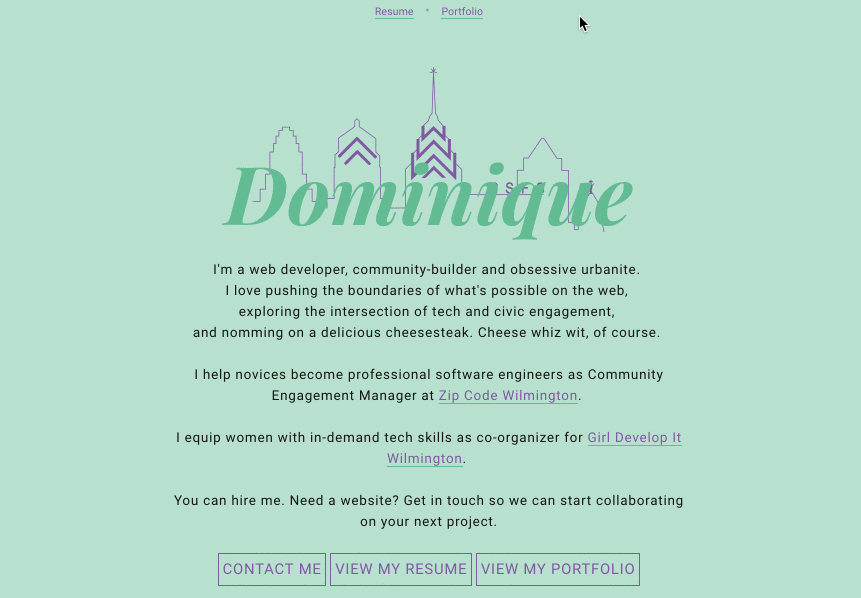 Resume • Portfolio
Dominique
I'm a web developer, community-builder and obsessive urbanite.
I love pushing the boundaries of what's possible on the web,
exploring the intersection of tech and civic engagement,
and nomming on a delicious cheesesteak. Cheese whiz wit, of course.
I help novices become professional software engineers as Community
Engagement Manager at Zip Code Wilmington.
I equip women with in-demand tech skills as co-organizer for Girl Develop It
Wilmington.
You can hire me. Need a website? Get in touch so we can start collaborating
on your next project.
CONTACT ME VIEW MY RESUME VIEW MY PORTFOLIO